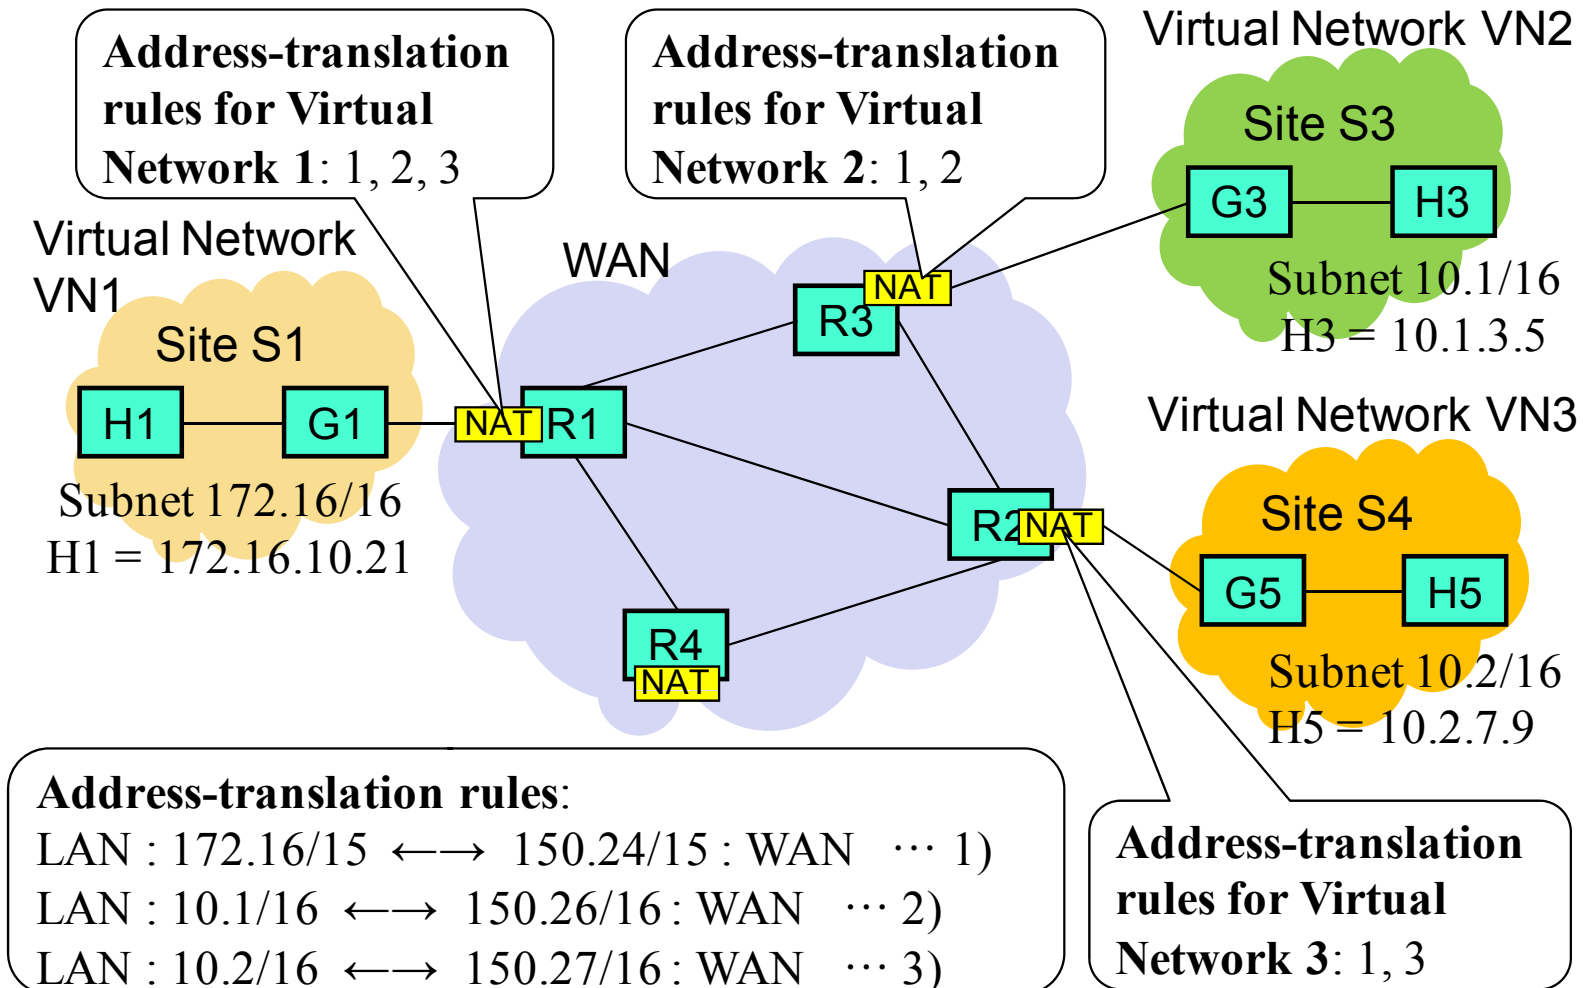 Address-translation
rules for Virtual
Network 1: 1, 2, 3
Address-translation
rules for Virtual
Network 2: 1, 2
Virtual Network VN2
Site S3
G3
H3
Subnet 10.1/16
H3 = 10.1.3.5
Virtual Network
VN1
Site S1
H1
G1
Subnet 172.16/16
H1 = 172.16.10.21
WAN
NAT
R3
NAT
R1
R2
NAT
R4
NAT
Virtual Network VN3
Site S4
G5
H5
Subnet 10.2/16
H5 = 10.2.7.9
Address-translation rules:
LAN : 172.16/15 ←→ 150.24/15 : WAN ··· 1)
LAN : 10.1/16 ←→ 150.26/16 : WAN ··· 2)
LAN : 10.2/16 ←→ 150.27/16 : WAN ··· 3)
Address-translation
rules for Virtual
Network 3: 1, 3